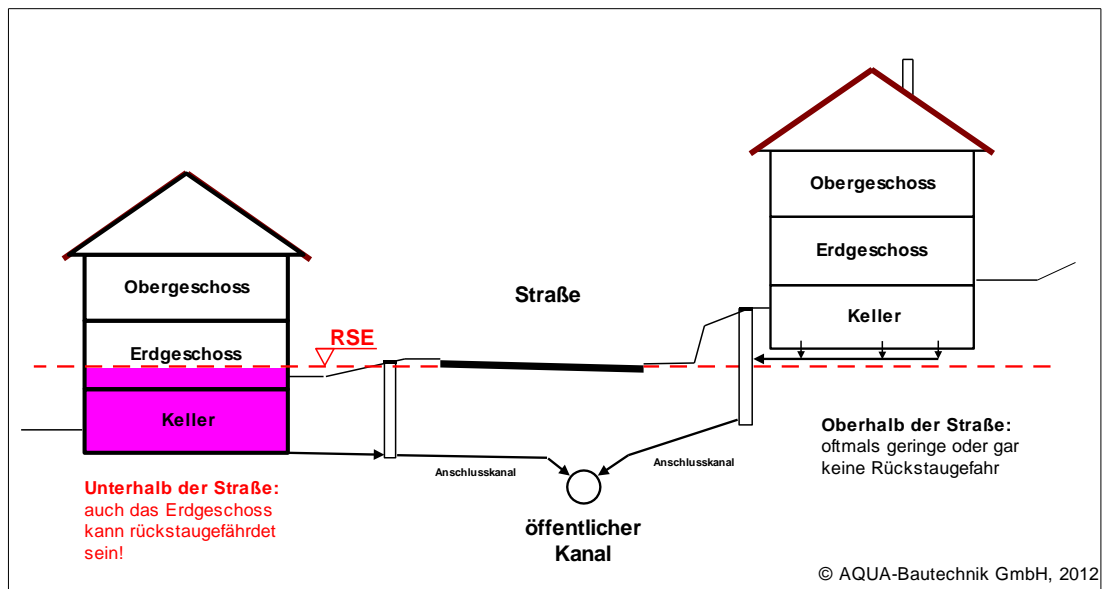 Obergeschoss
Erdgeschoss
Keller
Obergeschoss
Erdgeschoss
Keller
Straße
RSE
Anschlusskanal
Anschlusskanal
öffentlicher
Kanal
Unterhalb der Straße:
auch das Erdgeschoss
kann rückstaugefährdet
sein!
Oberhalb der Straße:
oftmals geringe oder gar
keine Rückstaugefahr
© AQUA-Bautechnik GmbH, 2012